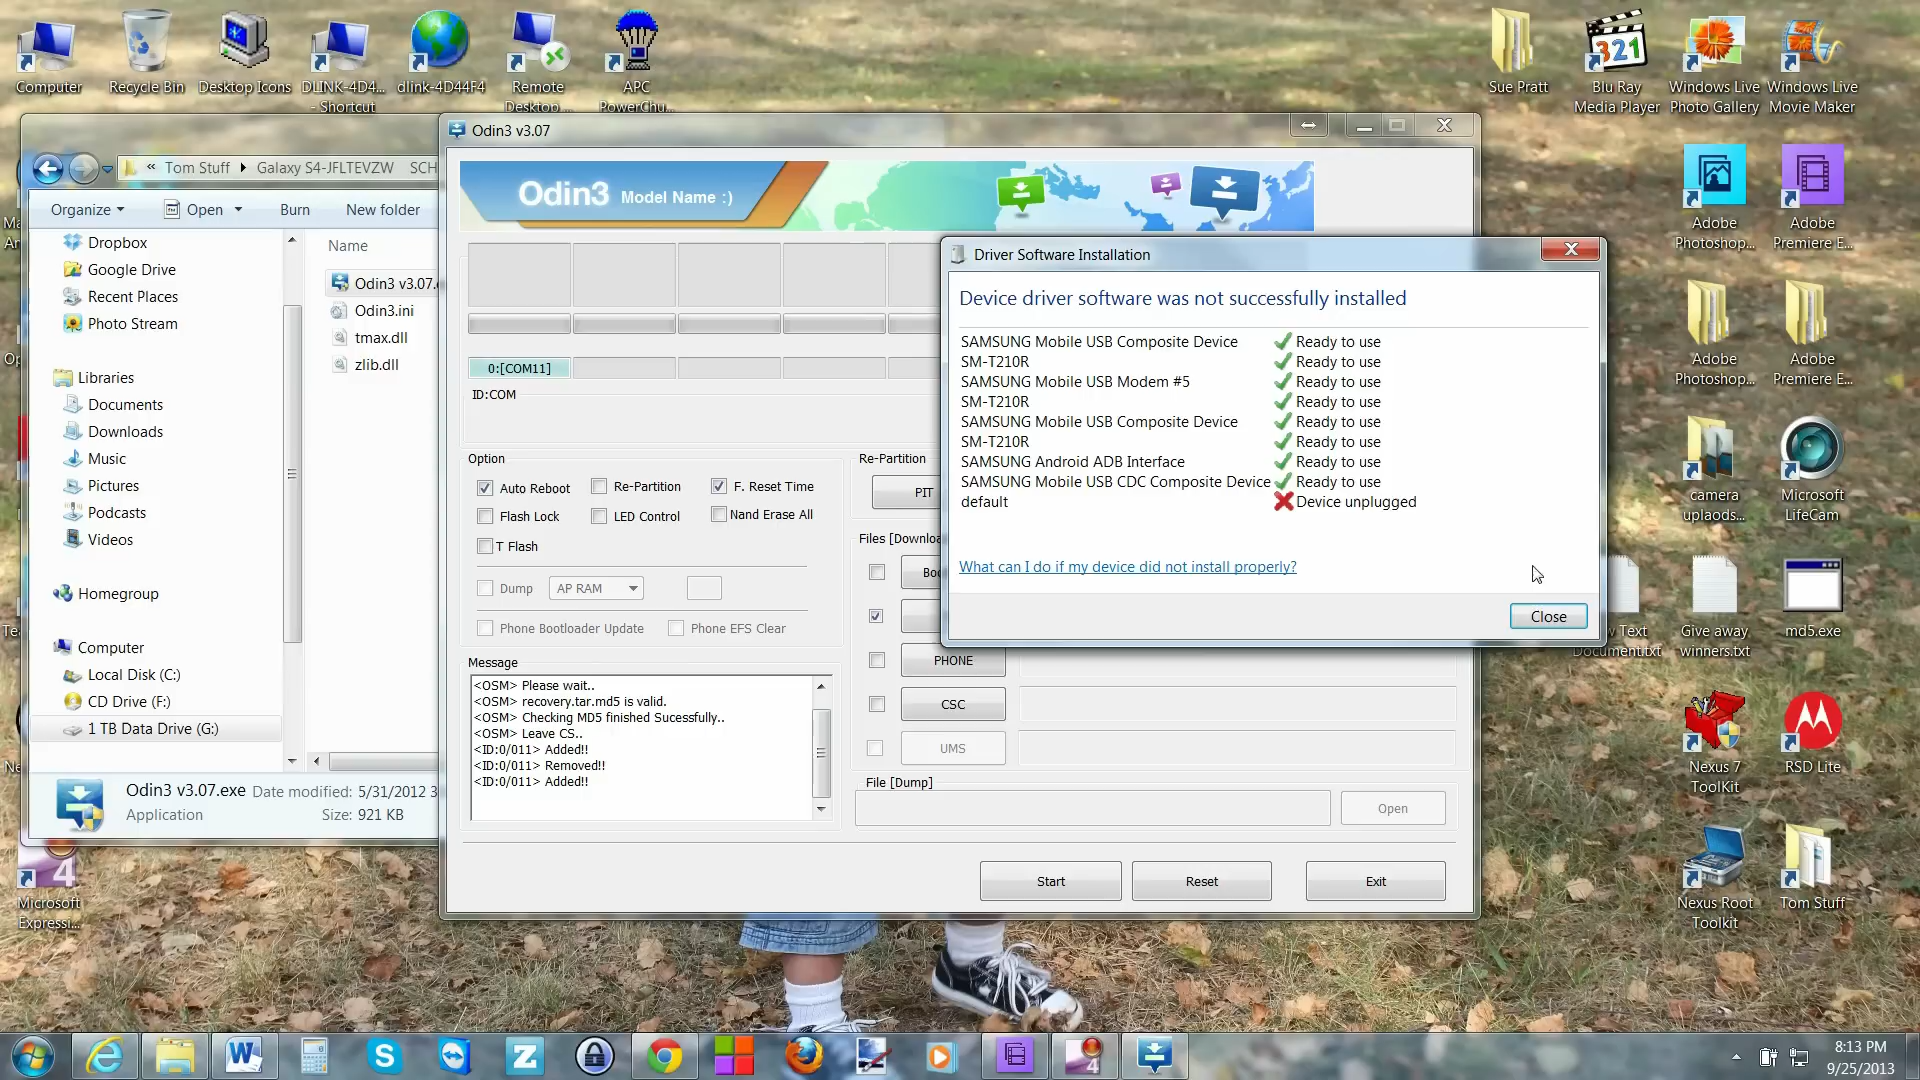 Computer
Recycle Bin
Desktop Icons
DLINK-4D4...
- Shortcut
dlink-4D44F4
Remote
Desktop ...
APC
PowerChu...
Sue Pratt
Blu Ray
Media Player
Windows Live
Photo Gallery
Windows Live
Movie Maker
Odin3 v3.07
« Tom Stuff Galaxy S4-JFLTEVZW SCH
Organize Open Burn New folder
Dropbox
Google Drive
Recent Places
Photo Stream
Libraries
Documents
Downloads
Music
Pictures
Podcasts
Videos
Homegroup
Computer
Local Disk (C:)
CD Drive (F:)
1 TB Data Drive (G:)
Name
Odin3 v3.07.
Odin3.ini
tmax.dll
zlib.dll
Odin3 v3.07.exe Date modified: 5/31/2012 3
Application Size: 921 KB
Odin3 Model Name :)
0:[COM11]
ID:COM
Option
Auto Reboot
Re-Partition
F. Reset Time
Flash Lock
LED Control
Nand Erase All
T Flash
Dump
AP RAM
Phone Bootloader Update
Phone EFS Clear
Message
<OSM> Please wait..
<OSM> recovery.tar.md5 is valid.
<OSM> Checking MD5 finished Sucessfully..
<OSM> Leave CS..
<ID:0/011> Added!!
<ID:0/011> Removed!!
<ID:0/011> Added!!
Re-Partition
PIT
Files [Downloa
Boo
PHONE
CSC
UMS
File [Dump]
Open
Start
Reset
Exit
Driver Software Installation
Device driver software was not successfully installed
SAMSUNG Mobile USB Composite Device Ready to use
SM-T210R Ready to use
SAMSUNG Mobile USB Modem #5 Ready to use
SM-T210R Ready to use
SAMSUNG Mobile USB Composite Device Ready to use
SM-T210R Ready to use
SAMSUNG Android ADB Interface Ready to use
SAMSUNG Mobile USB CDC Composite Device Ready to use
default Device unplugged
What can I do if my device did not install properly?
Close
Adobe
Photoshop...
Adobe
Premiere E...
Adobe
Photoshop...
Adobe
Premiere E...
camera
uplaods...
Microsoft
LifeCam
Text
Document.txt
Give away
winners.txt
md5.exe
Nexus 7
ToolKit
RSD Lite
Nexus Root
Toolkit
Tom Stuff
Microsoft
Expressi...
8:13 PM
9/25/2013